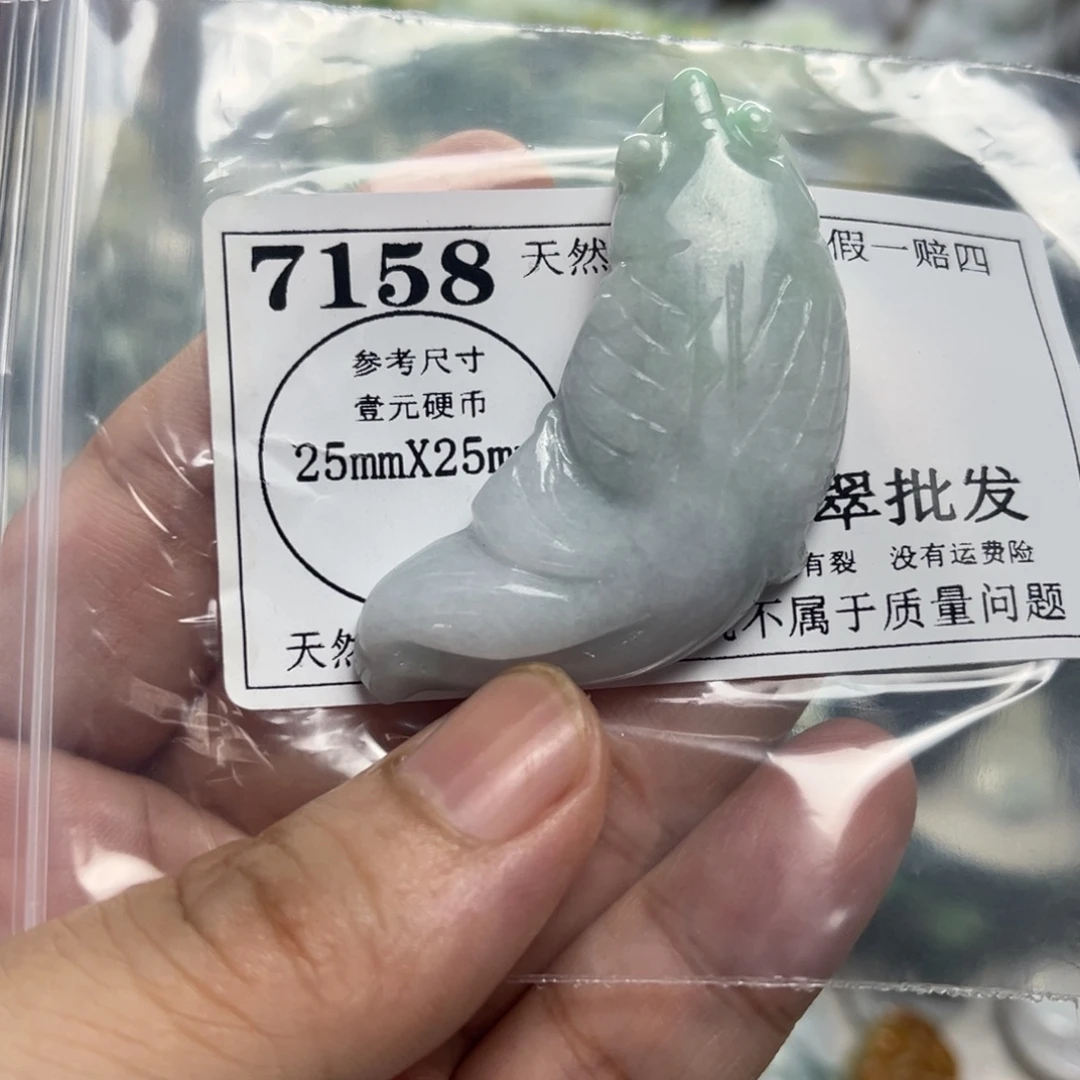 7158 天然 假一赔四
参考尺寸
壹元硬币
25mmX25m
翠批发
有裂 没有运费险
天然 不属于质量问题